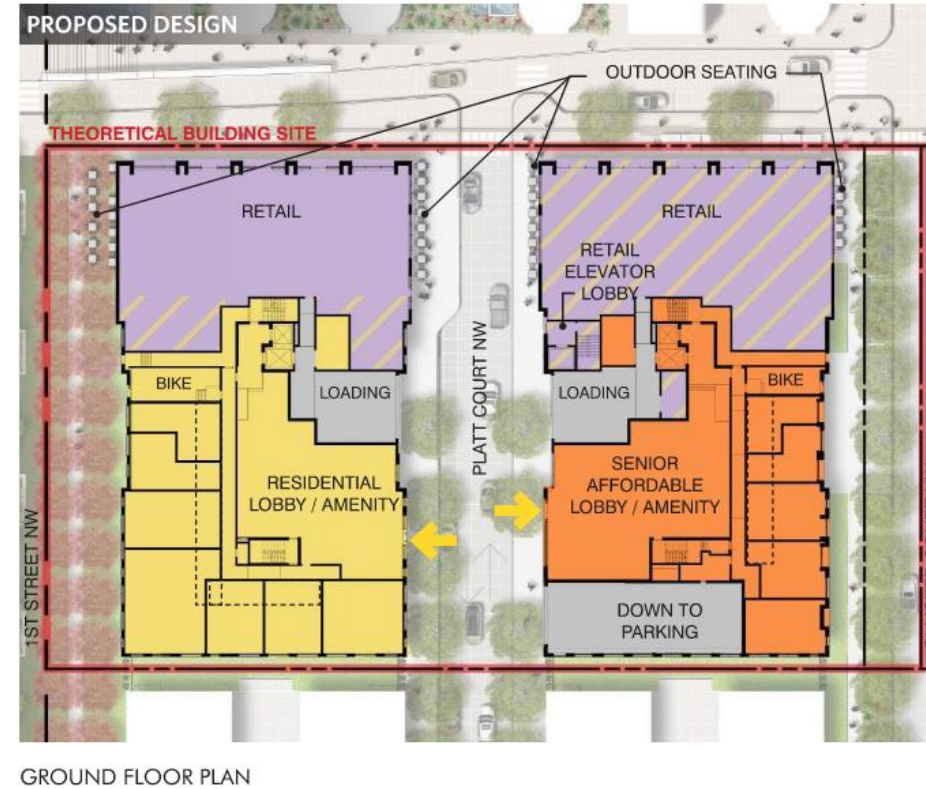 PROPOSED DESIGN
OUTDOOR SEATING
THEORETICAL BUILDING SITE
RETAIL
RETAIL
RETAIL
ELEVATOR
LOBBY
PLATT COURT NW
BIKE
LOADING
LOADING
BIKE
RESIDENTIAL
LOBBY / AMENITY
SENIOR
AFFORDABLE
LOBBY / AMENITY
1ST STREET NW
DOWN TO
PARKING
GROUND FLOOR PLAN